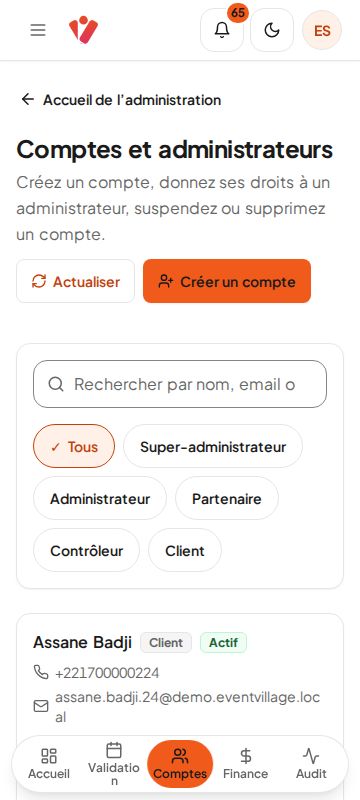 65
ES
Accueil de l'administration
Comptes et administrateurs
Créez un compte, donnez ses droits à un
administrateur, suspendez ou supprimez
un compte.
Actualiser
Créer un compte
Rechercher par nom, email o
✓ Tous
Super-administrateur
Administrateur
Partenaire
Contrôleur
Client
Assane Badji
Client
Actif
+221700000224
assane.badji.24@demo.eventvillage.loc
al
Accueil
Validatio
n
Comptes
Finance
Audit